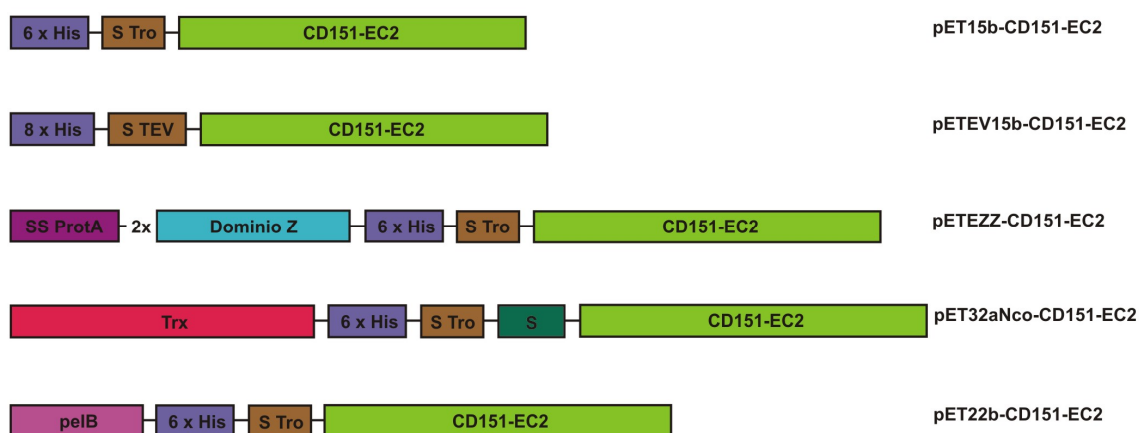 6 x His S Tro CD151-EC2 pET15b-CD151-EC2
8 x His S TEV CD151-EC2 pETEV15b-CD151-EC2
SS ProtA 2x Dominio Z 6 x His S Tro CD151-EC2 pETEZZ-CD151-EC2
Trx 6 x His S Tro S CD151-EC2 pET32aNco-CD151-EC2
pelB 6 x His S Tro CD151-EC2 pET22b-CD151-EC2